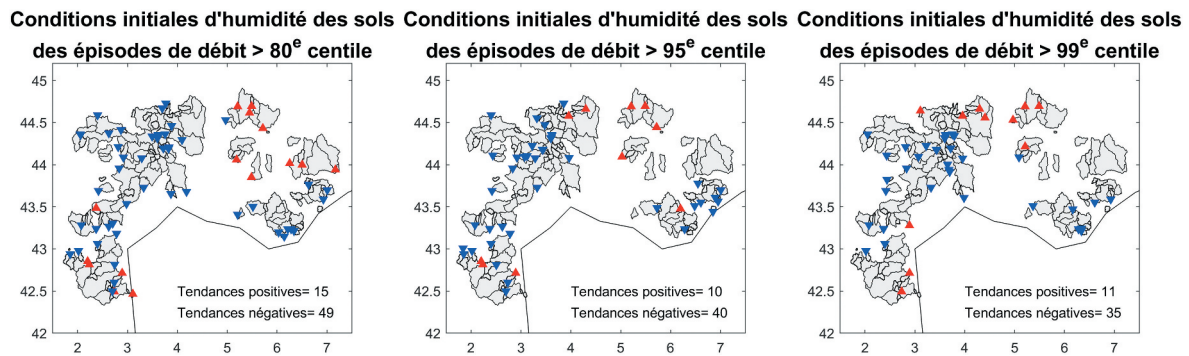 Conditions initiales d'humidité des sols
des épisodes de débit > 80e centile
45
44.5
44
43.5
43
42.5
42
2 3 4 5 6 7
Tendances positives= 15
Tendances négatives= 49
Conditions initiales d'humidité des sols
des épisodes de débit > 95e centile
45
44.5
44
43.5
43
42.5
42
2 3 4 5 6 7
Tendances positives= 10
Tendances négatives= 40
Conditions initiales d'humidité des sols
des épisodes de débit > 99e centile
45
44.5
44
43.5
43
42.5
42
2 3 4 5 6 7
Tendances positives= 11
Tendances négatives= 35